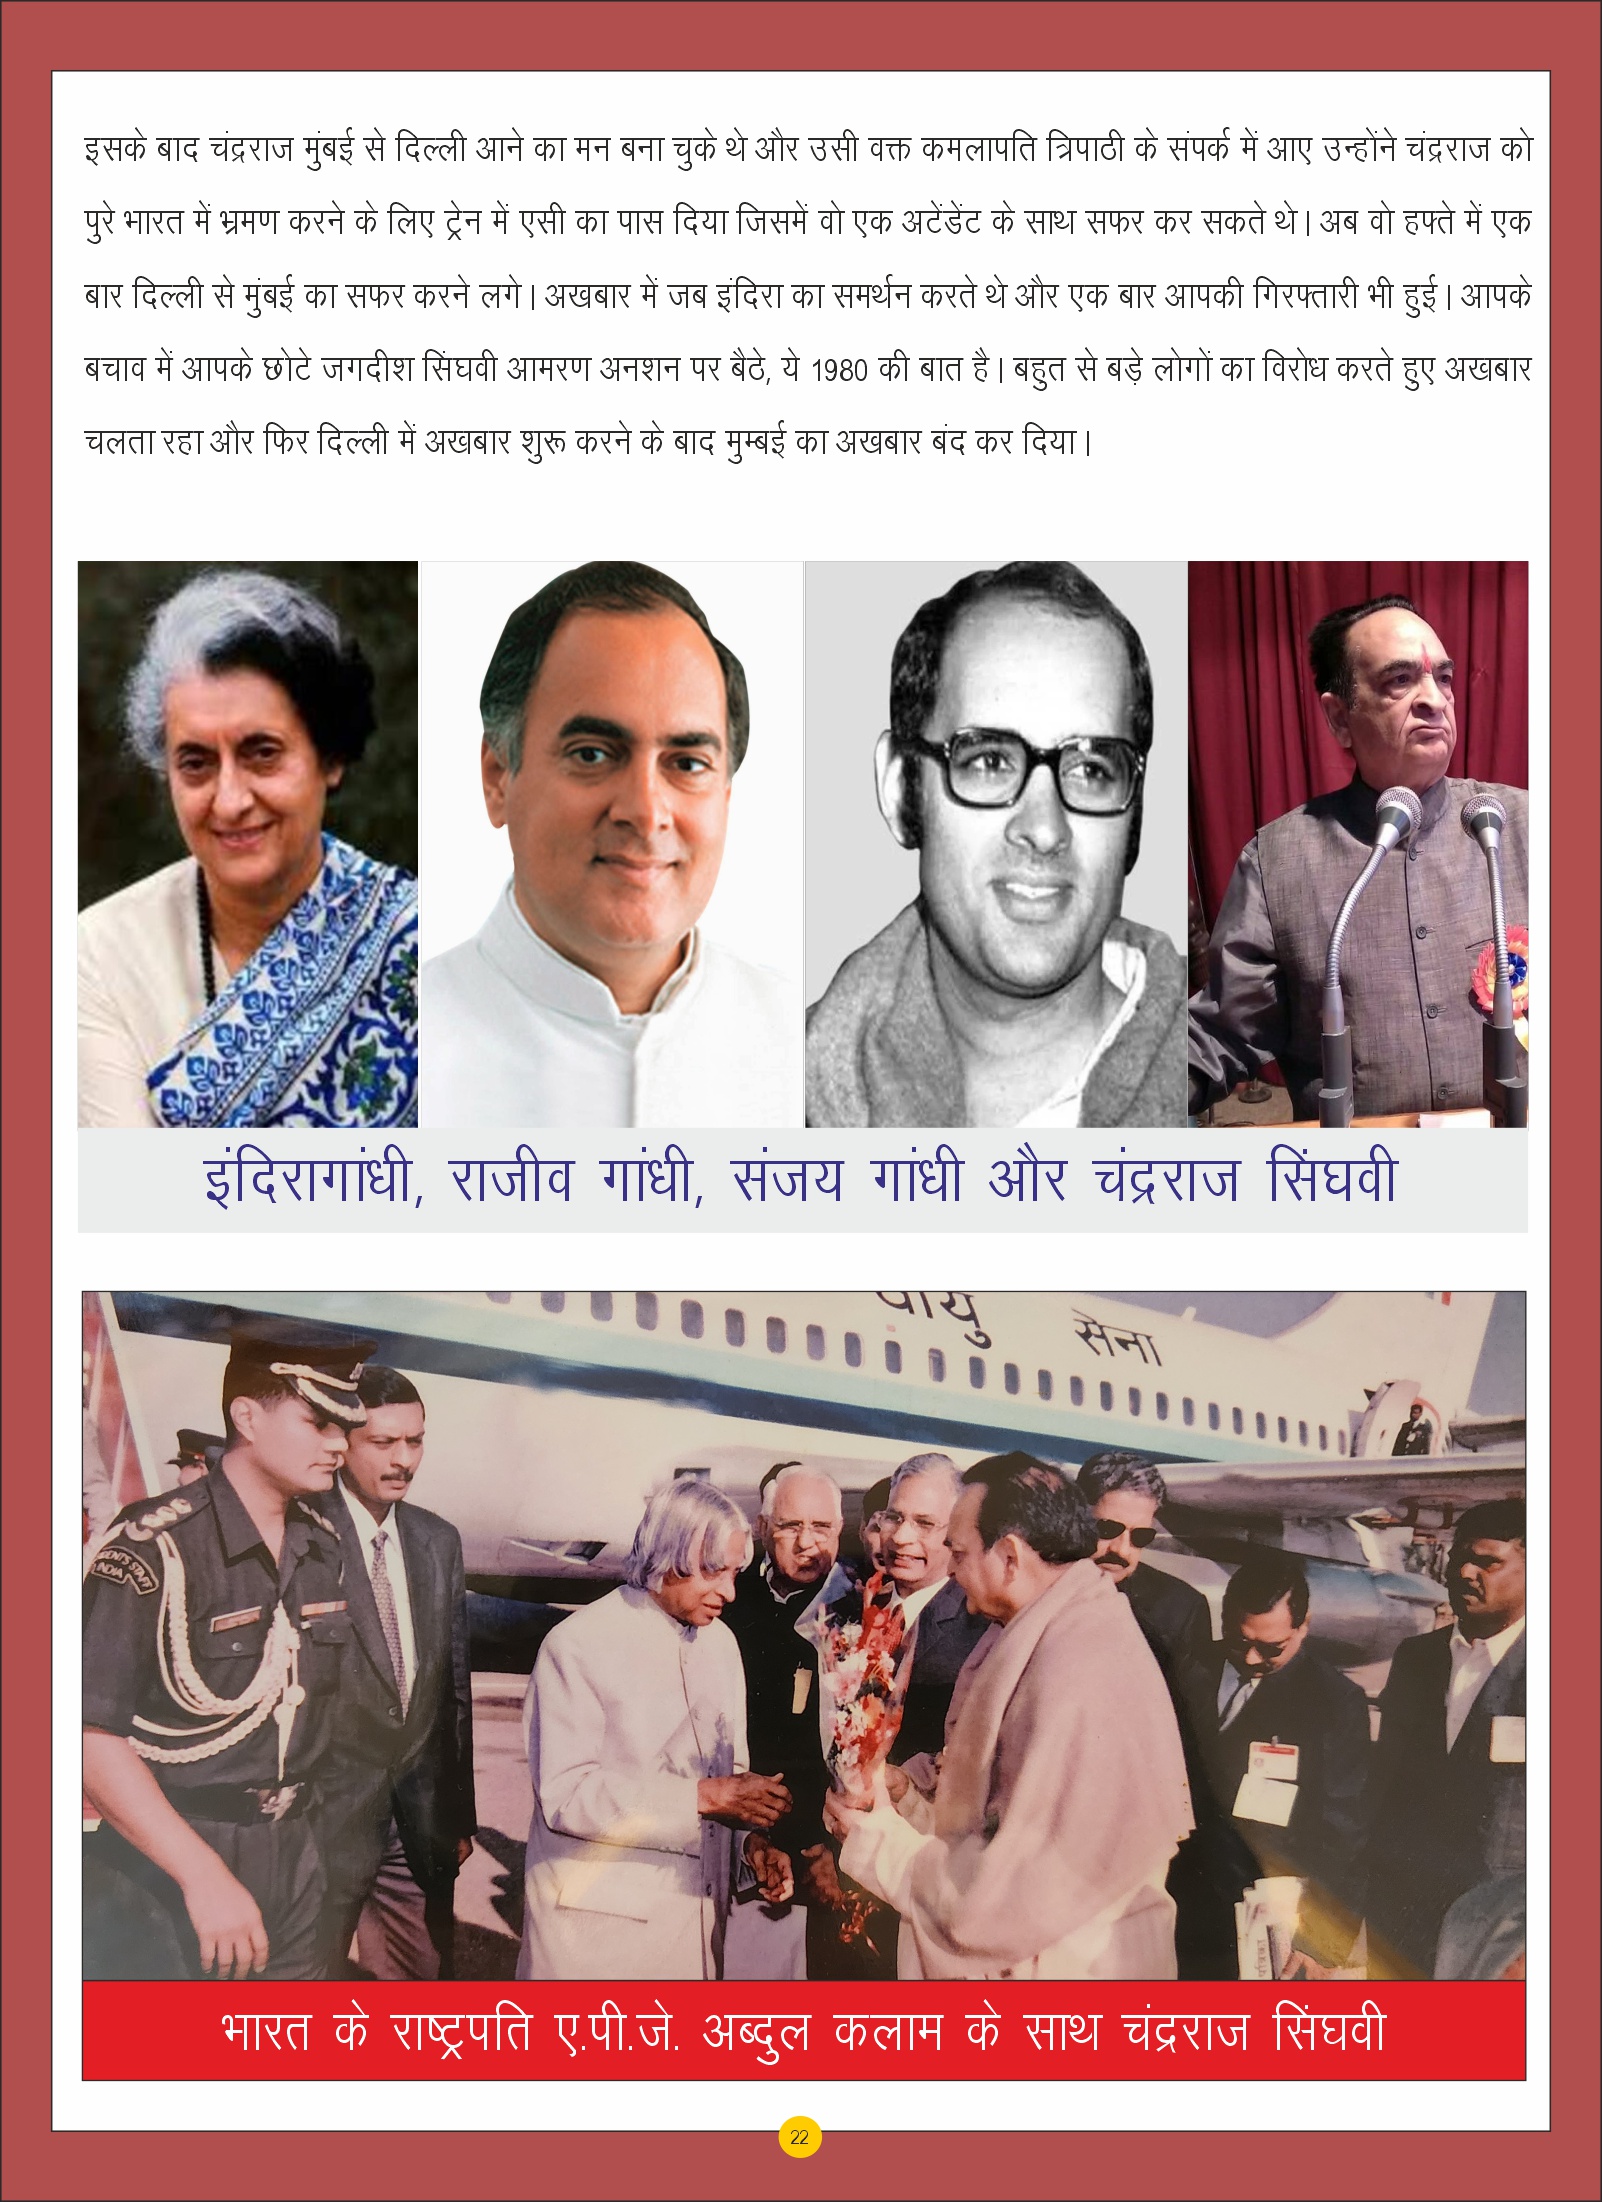 इसके बाद चंद्रराज मुंबई से दिल्ली आने का मन बना चुके थे और उसी वक्त कमलापति त्रिपाठी के संपर्क में आए उन्होंने चंद्रराज को
पुरे भारत में भ्रमण करने के लिए ट्रेन में एसी का पास दिया जिसमें वो एक अटेंडेंट के साथ सफर कर सकते थे। अब वो हफ्ते में एक
बार दिल्ली से मुंबई का सफर करने लगे। अखबार में जब इंदिरा का समर्थन करते थे और एक बार आपकी गिरफ्तारी भी हुई। आपके
बचाव में आपके छोटे जगदीश सिंघवी आमरण अनशन पर बैठे, ये 1980 की बात है। बहुत से बड़े लोगों का विरोध करते हुए अखबार
चलता रहा और फिर दिल्ली में अखबार शुरू करने के बाद मुम्बई का अखबार बंद कर दिया।
इंदिरागांधी, राजीव गांधी, संजय गांधी और चंद्रराज सिंघवी
वायु सेना
INDIA
भारत के राष्ट्रपति ए.पी.जे. अब्दुल कलाम के साथ चंद्रराज सिंघवी
22